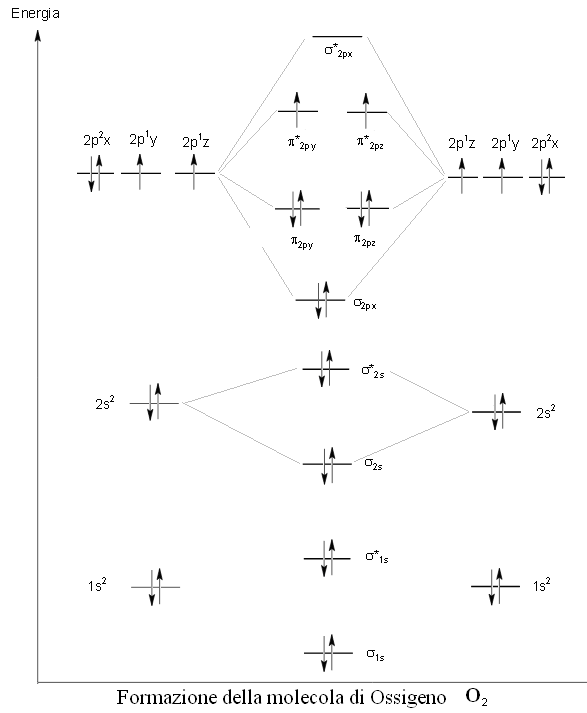 Energia
σ*2px
π*2py π*2pz
2p²x 2p¹y 2p¹z
2p¹z 2p¹y 2p²x
π2py π2pz
σ2px
σ*2s
2s² 2s²
σ2s
σ*1s
1s² 1s²
σ1s
Formazione della molecola di Ossigeno O₂